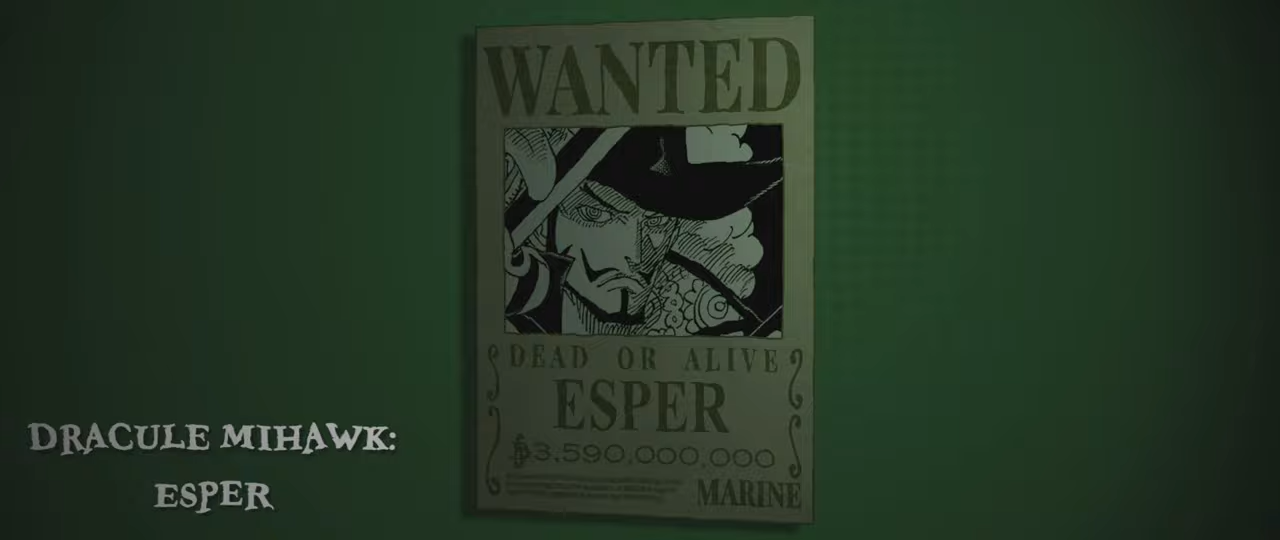 WANTED
DEAD OR ALIVE
ESPER
฿3.590.000.000
MARINE
DRACULE MIHAWK:
ESPER